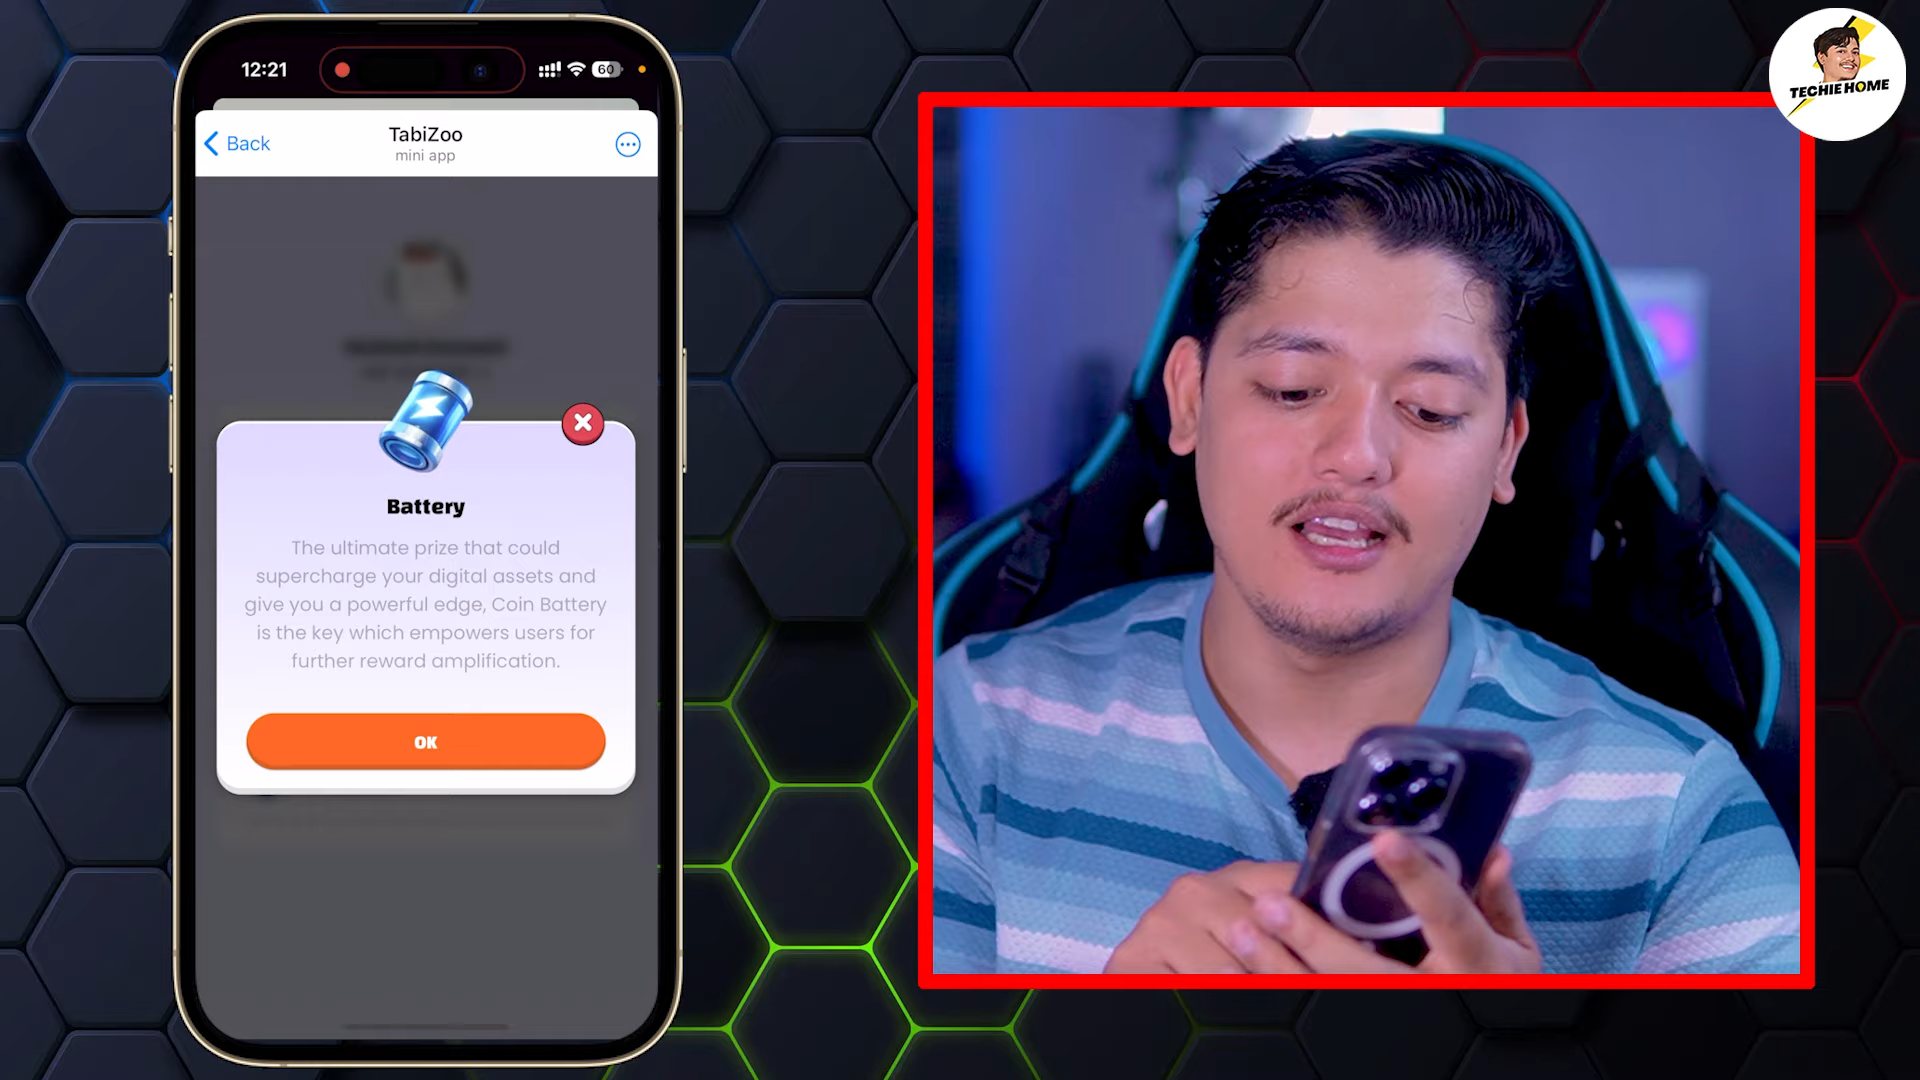 12:21
60
Back
TabiZoo
mini app
Battery
The ultimate prize that could
supercharge your digital assets and
give you a powerful edge, Coin Battery
is the key which empowers users for
further reward amplification.
OK
TECHIE HOME